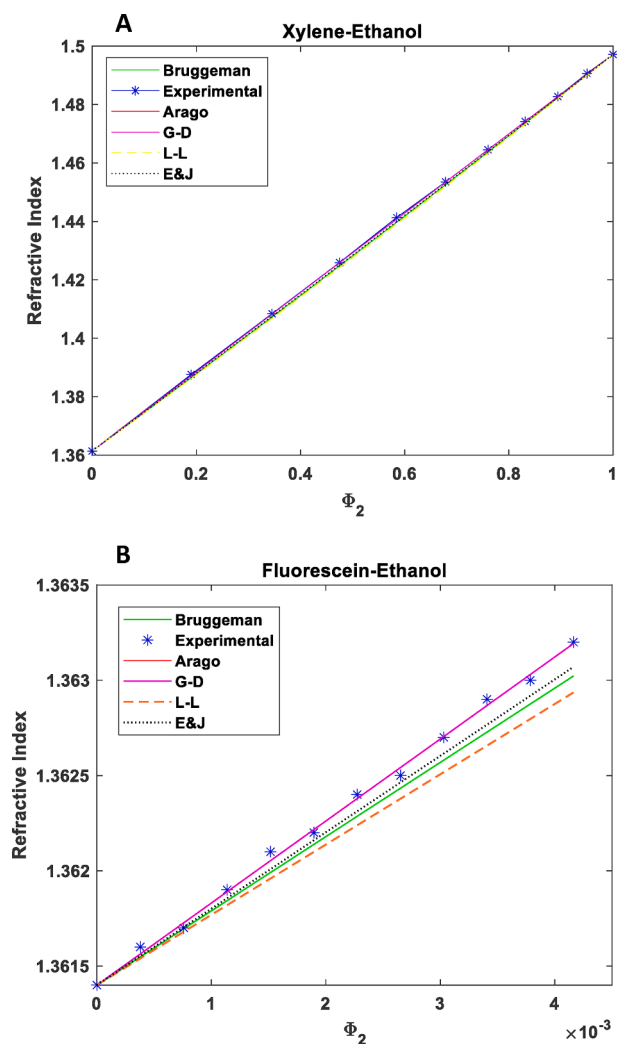 A
Xylene-Ethanol
1.5
1.48
1.46
1.44
1.42
1.4
1.38
1.36
Refractive Index
Bruggeman
Experimental
Arago
G-D
L-L
E&J
0 0.2 0.4 0.6 0.8 1
Φ2
B
Fluorescein-Ethanol
1.3635
1.363
1.3625
1.362
1.3615
Refractive Index
Bruggeman
Experimental
Arago
G-D
L-L
E&J
0 1 2 3 4
Φ2
×10-3